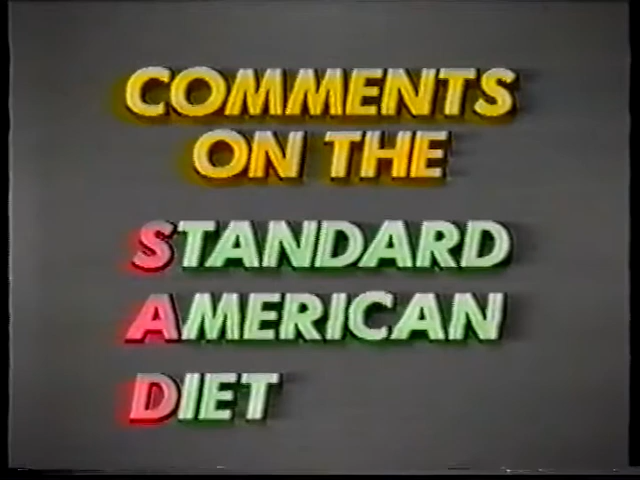 COMMENTS
ON THE
STANDARD
AMERICAN
DIET